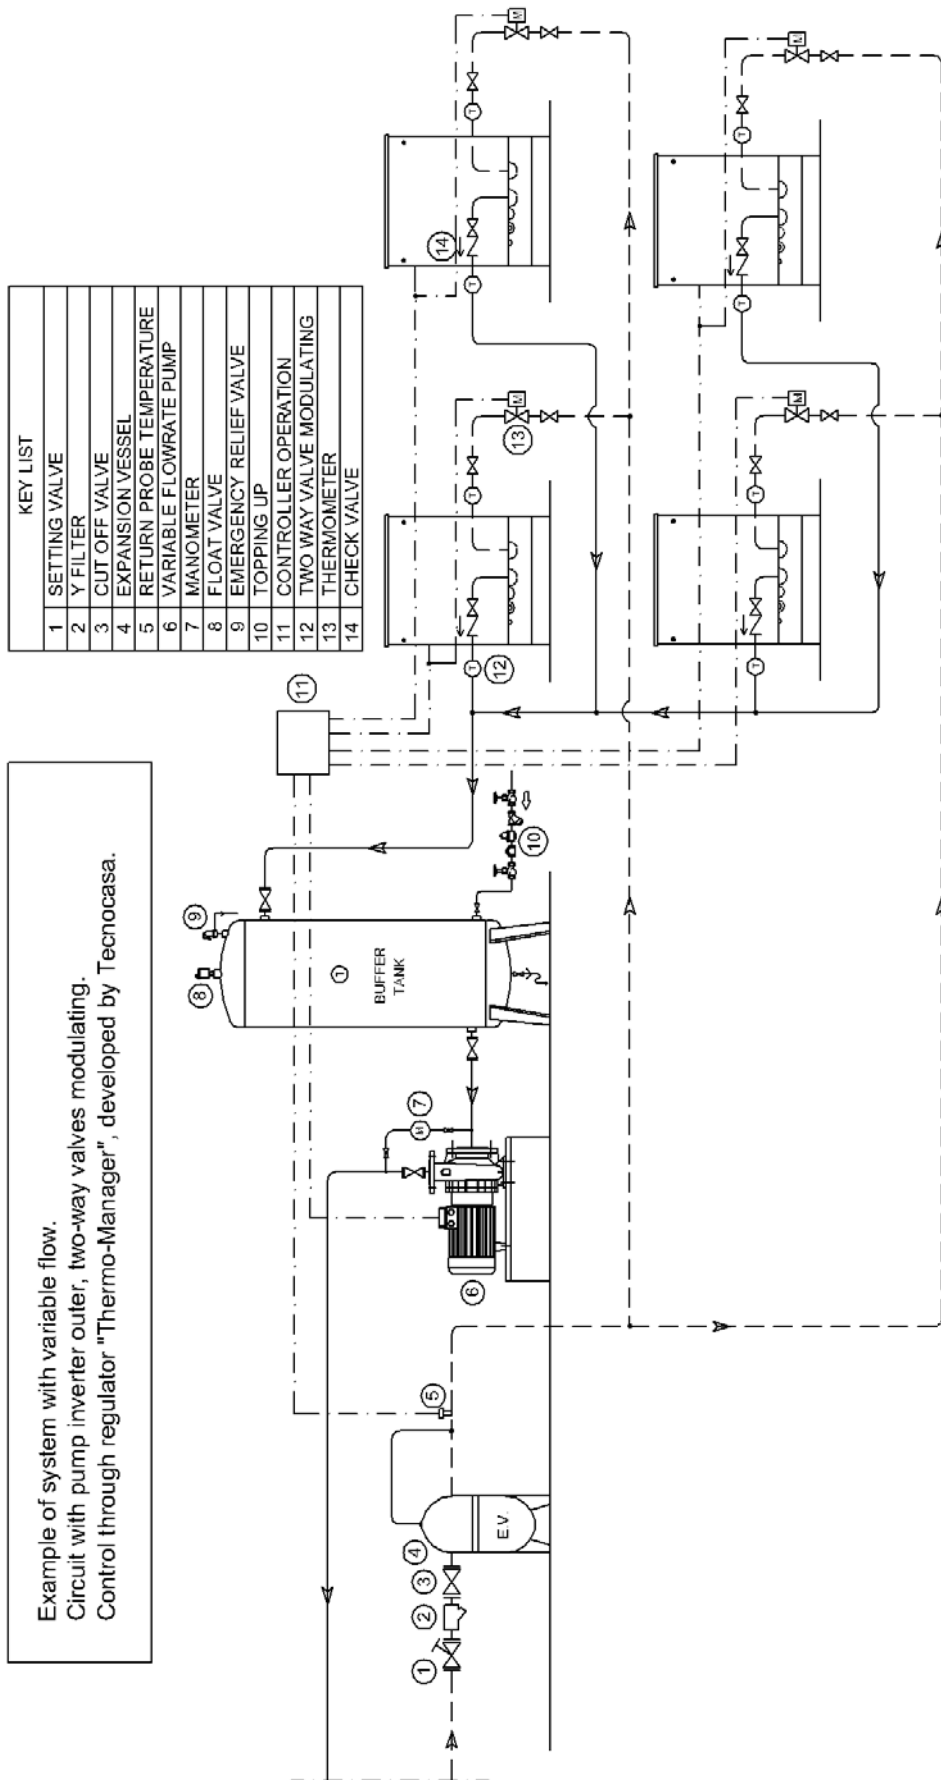 Example of system with variable flow.
Circuit with pump inverter outer, two-way valves modulating.
Control through regulator "Thermo-Manager", developed by Tecnocasa.
KEY LIST
1 SETTING VALVE
2 Y FILTER
3 CUT OFF VALVE
4 EXPANSION VESSEL
5 RETURN PROBE TEMPERATURE
6 VARIABLE FLOWRATE PUMP
7 MANOMETER
8 FLOAT VALVE
9 EMERGENCY RELIEF VALVE
10 TOPPING UP
11 CONTROLLER OPERATION
12 TWO WAY VALVE MODULATING
13 THERMOMETER
14 CHECK VALVE
1
2
3
4
E.V.
5
6
7
M
8
9
T
BUFFER
TANK
10
11
12
T
T
M
13
14
T
T
M
T
T
M
T
T
M